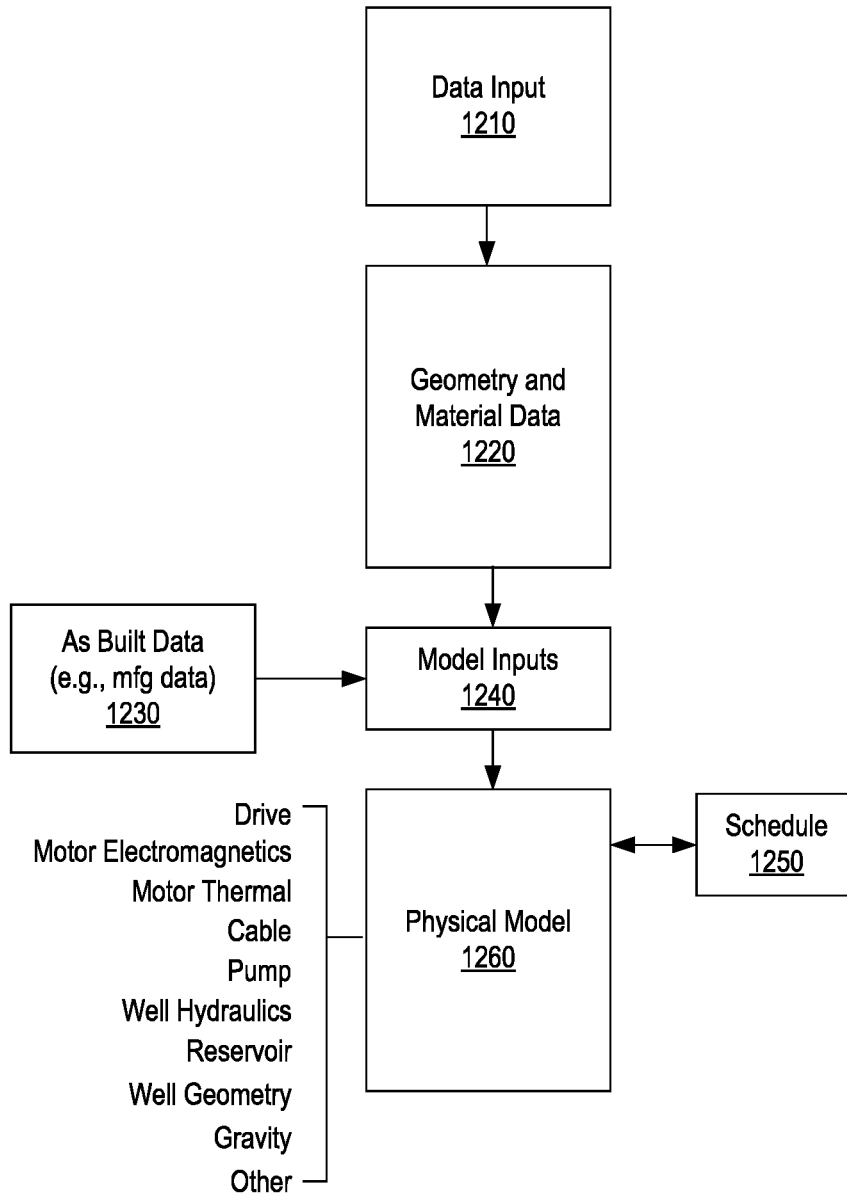 Data Input
1210
Geometry and
Material Data
1220
As Built Data
(e.g., mfg data)
1230
Model Inputs
1240
Drive
Motor Electromagnetics
Motor Thermal
Cable
Pump
Well Hydraulics
Reservoir
Well Geometry
Gravity
Other
Physical Model
1260
Schedule
1250